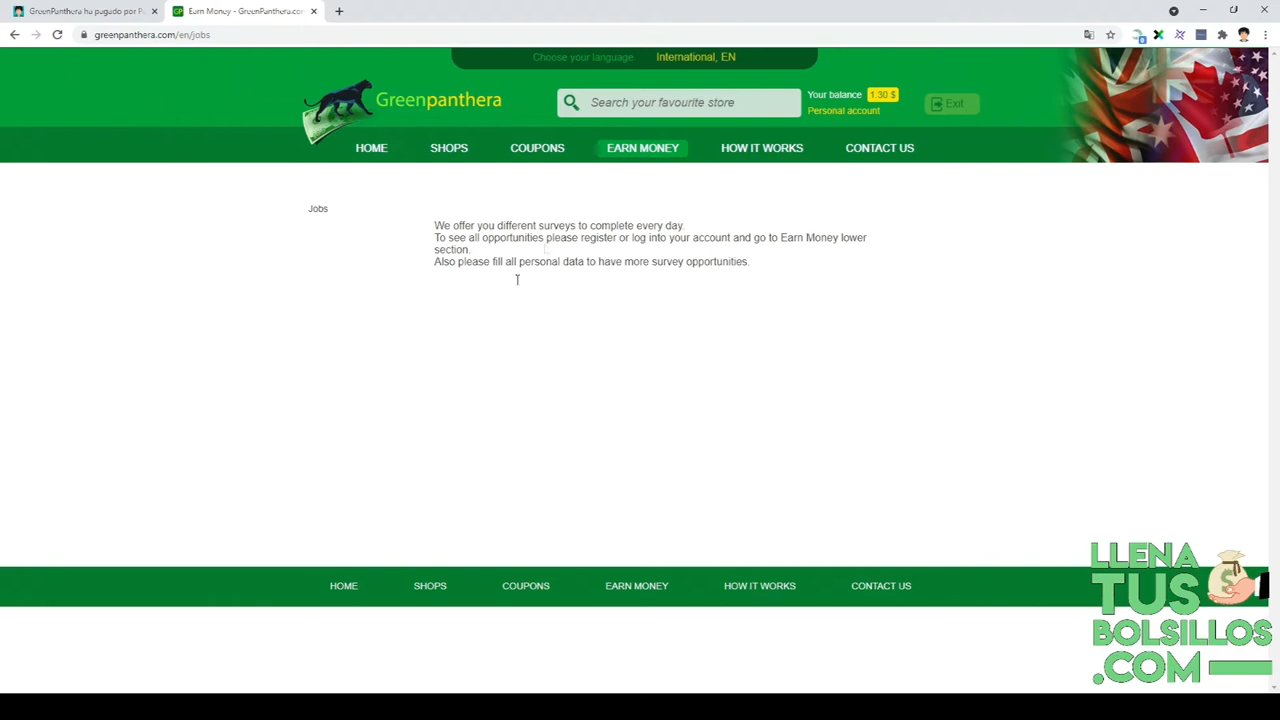 GreenPanthera ha pagado por P
Earn Money - GreenPanthera.co
greenpanthera.com/en/jobs
Choose your language
International, EN
Greenpanthera
Search your favourite store
Your balance 1.30 $
Personal account
Exit
HOME
SHOPS
COUPONS
EARN MONEY
HOW IT WORKS
CONTACT US
Jobs
We offer you different surveys to complete every day.
To see all opportunities please register or log into your account and go to Earn Money lower
section.
Also please fill all personal data to have more survey opportunities.
HOME
SHOPS
COUPONS
EARN MONEY
HOW IT WORKS
CONTACT US
LLENA
TUS
BOLSILLOS
.COM